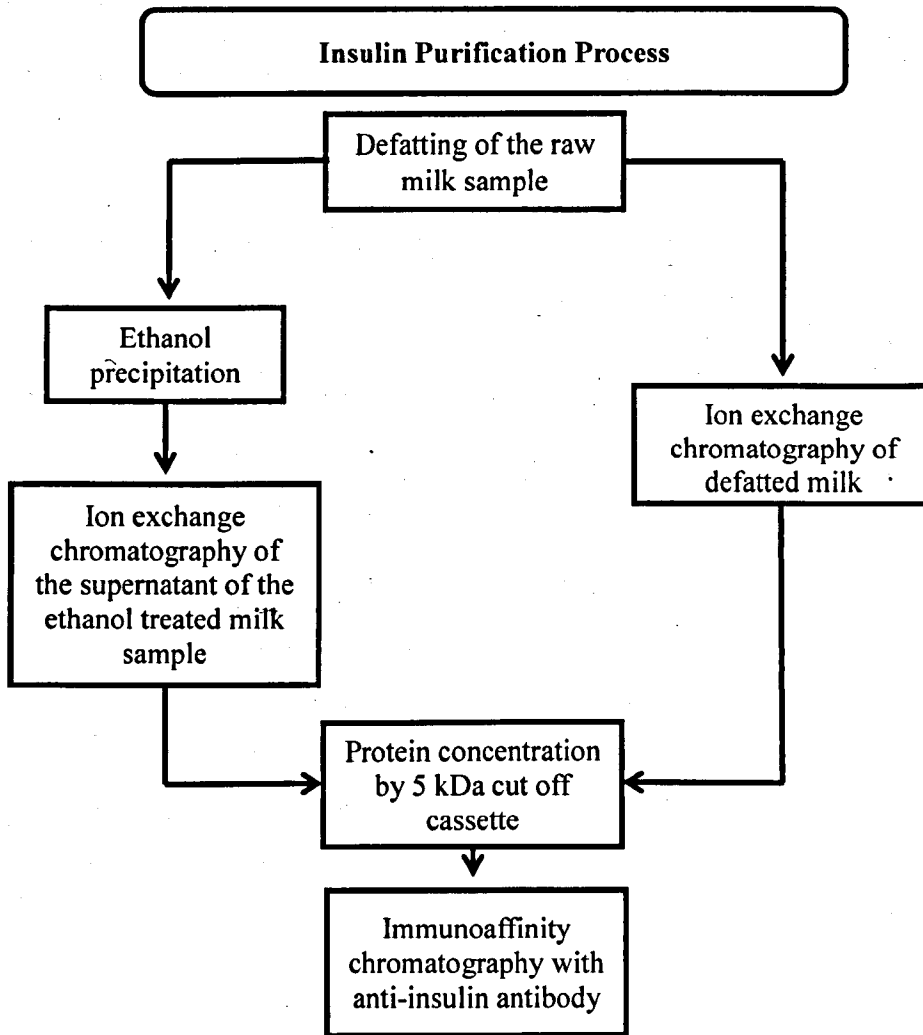 Insulin Purification Process
Defatting of the raw
milk sample
Ethanol
precipitation
Ion exchange
chromatography of
the supernatant of the
ethanol treated milk
sample
Ion exchange
chromatography of
defatted milk
Protein concentration
by 5 kDa cut off
cassette
Immunoaffinity
chromatography with
anti-insulin antibody